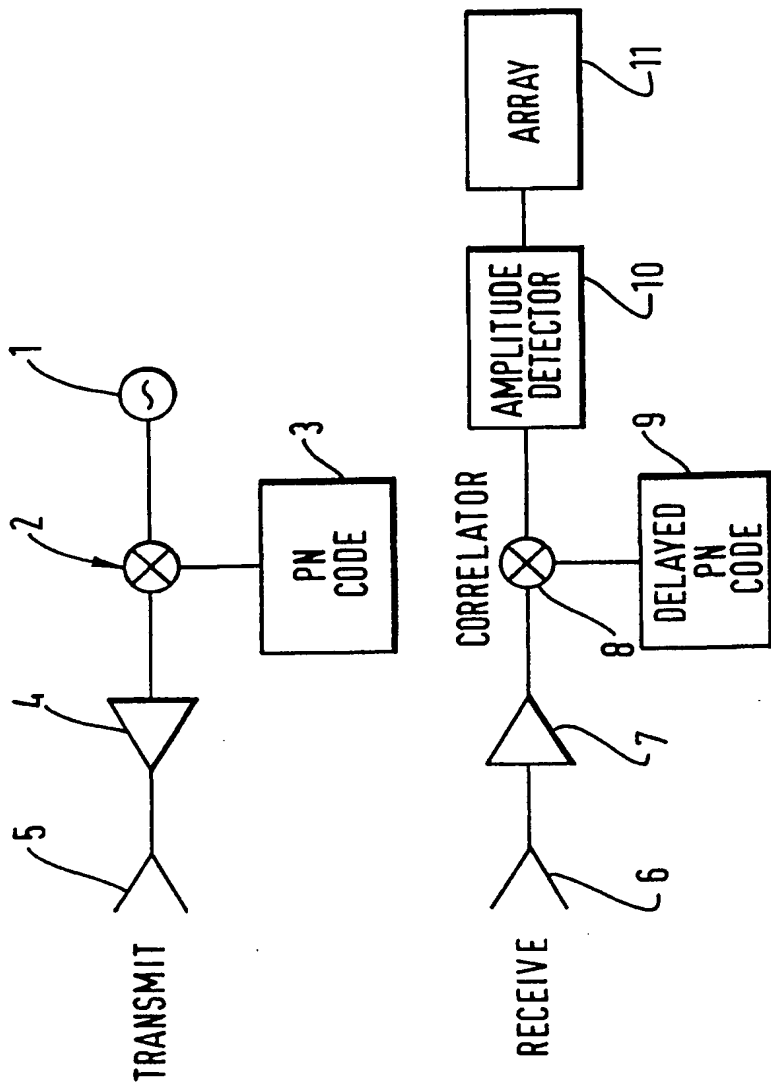 TRANSMIT
5
4
2
1
3
PN
CODE
RECEIVE
6
7
CORRELATOR
8
DELAYED
PN
CODE
9
AMPLITUDE
DETECTOR
10
ARRAY
11